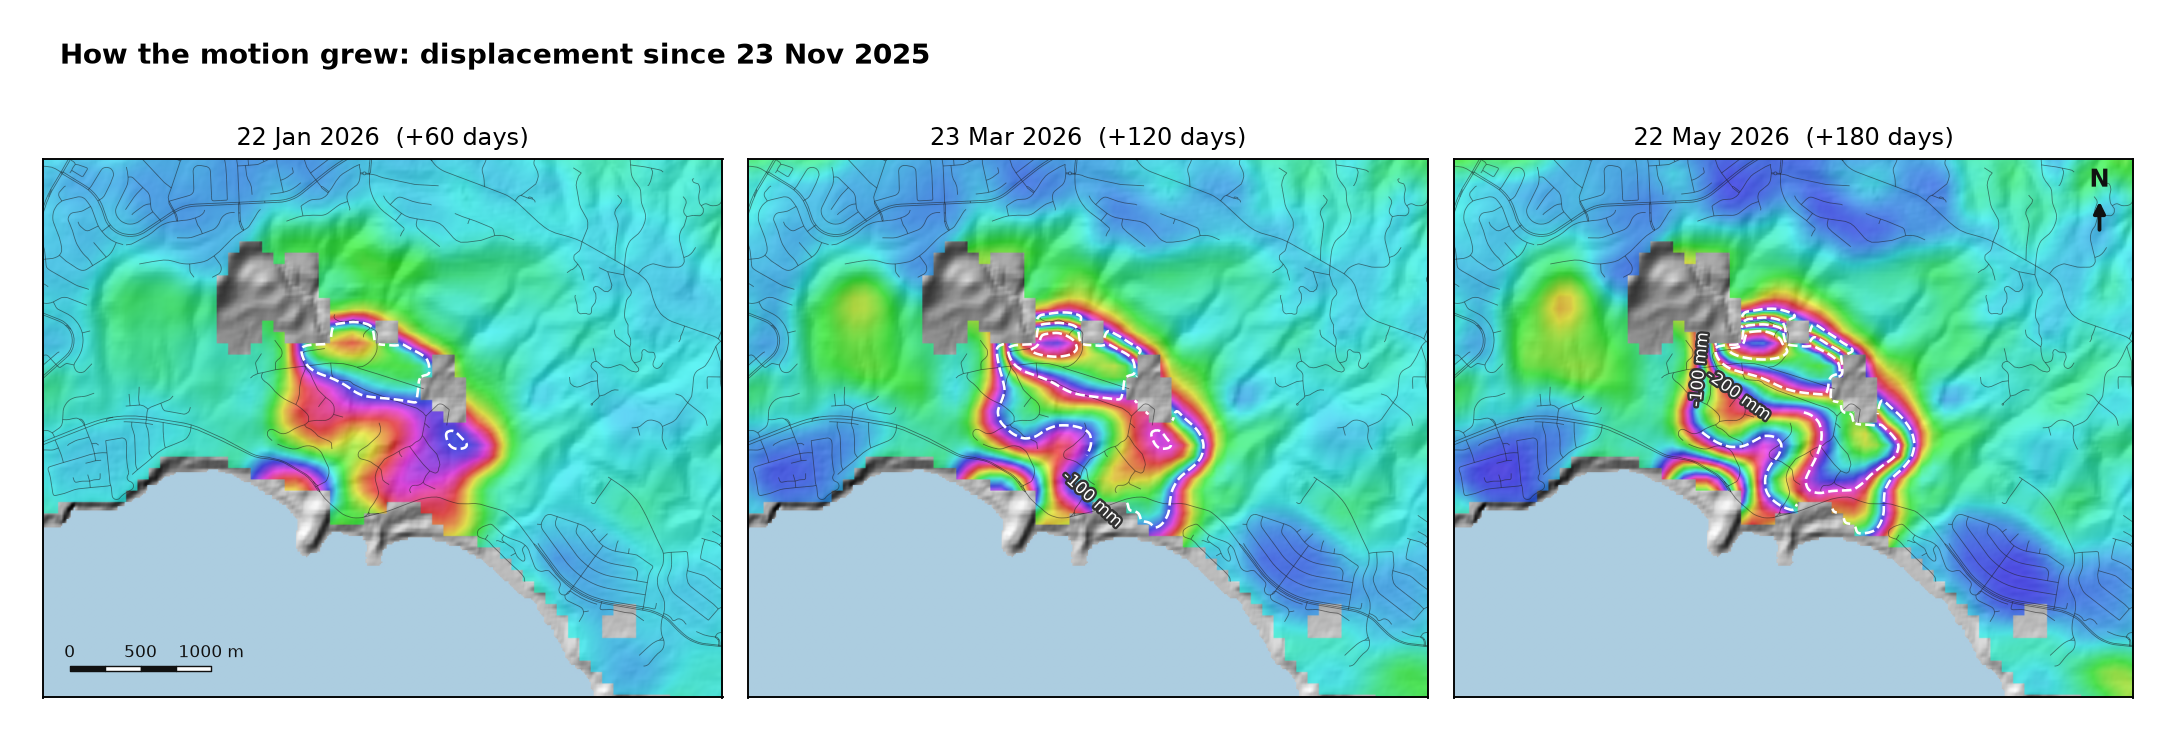 How the motion grew: displacement since 23 Nov 2025
22 Jan 2026 (+60 days)
23 Mar 2026 (+120 days)
22 May 2026 (+180 days)
N
-100 mm
-200 mm
-100 mm
0 500 1000 m